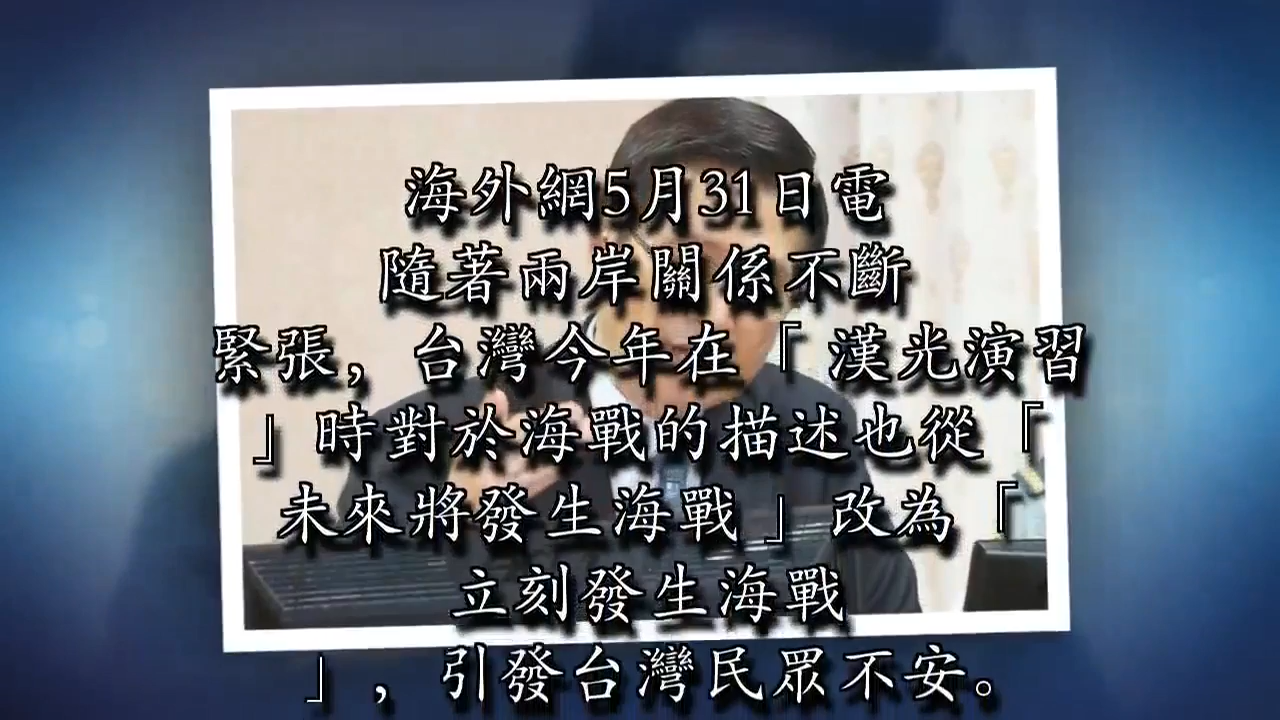 海外網5月31日電
隨著兩岸關係不斷
緊張，台灣今年在「漢光演習
」時對於海戰的描述也從「
未來將發生海戰」改為「
立刻發生海戰
」，引發台灣民眾不安。